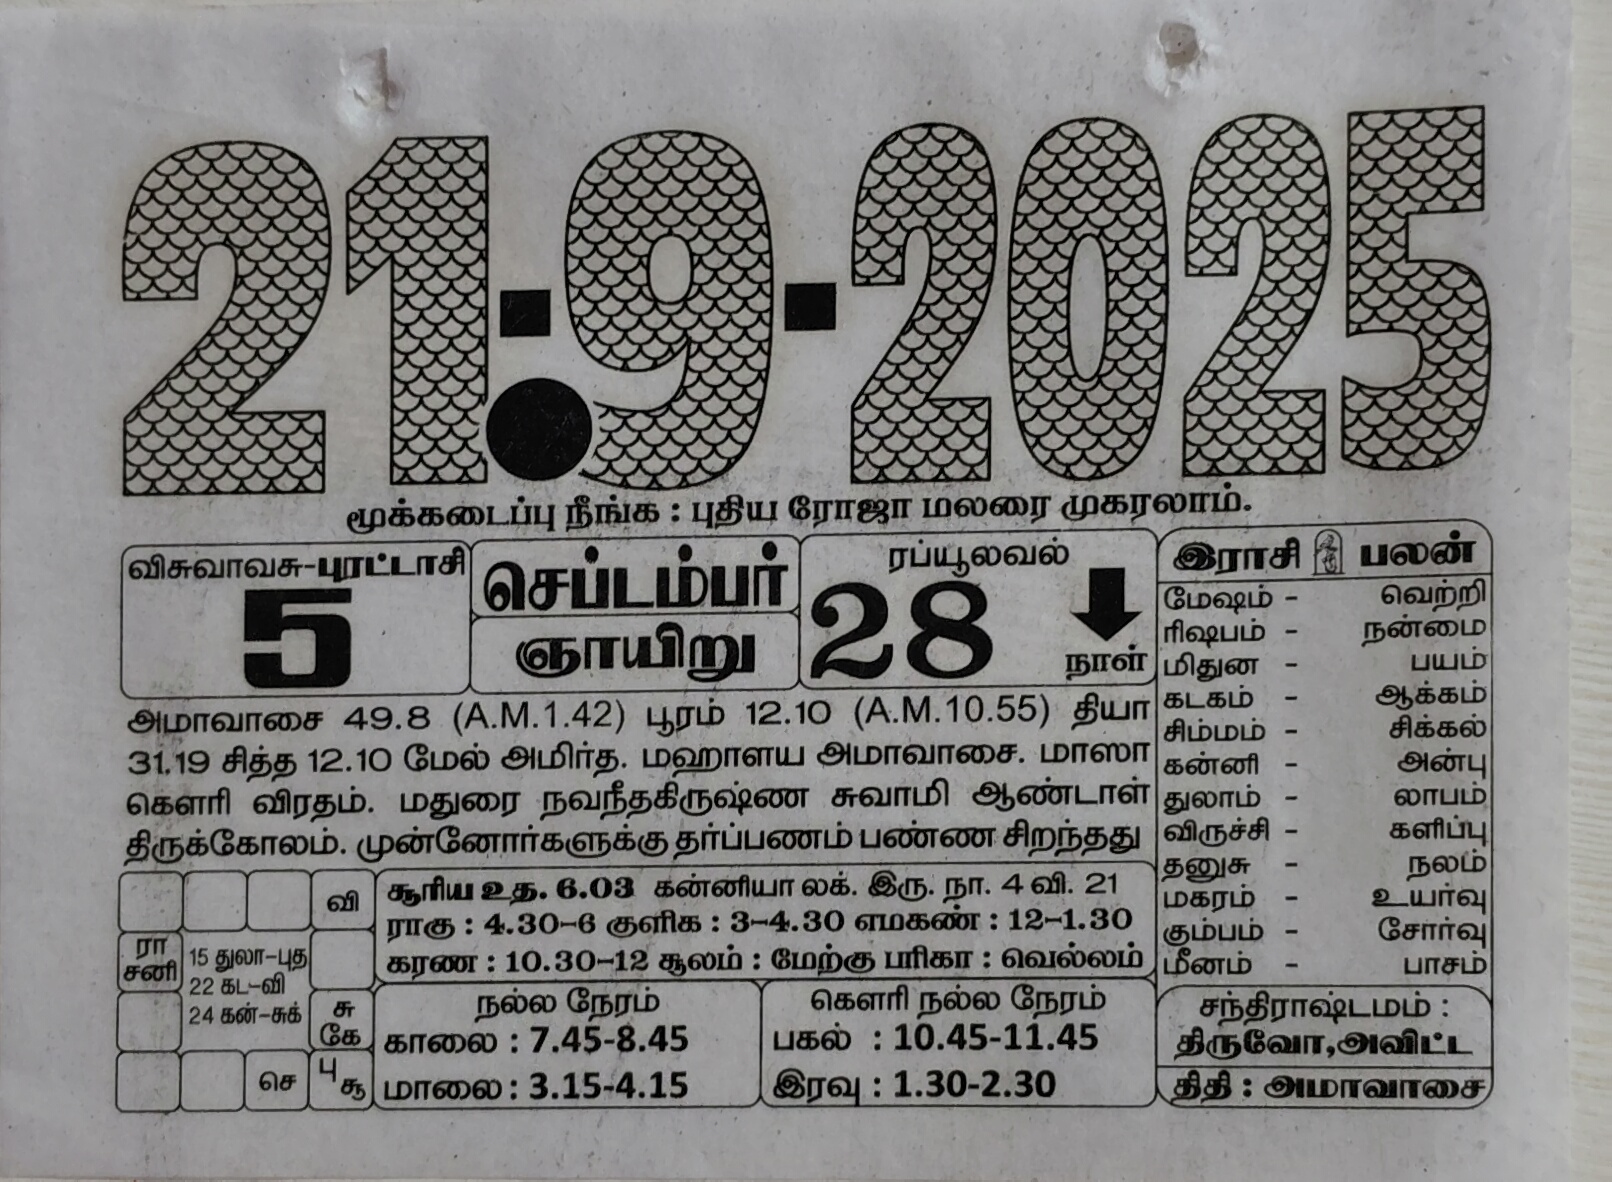 21-9-2025
மூக்கடைப்பு நீங்க : புதிய ரோஜா மலரை முகரலாம்.
விசுவாவசு-புரட்டாசி
5
செப்டம்பர்
ஞாயிறு
ரப்யூலவல்
28
நாள்
அமாவாசை 49.8 (A.M.1.42) பூரம் 12.10 (A.M.10.55) தியா
31.19 சித்த 12.10 மேல் அமிர்த. மஹாளய அமாவாசை. மாஸா
கௌரி விரதம். மதுரை நவநீதகிருஷ்ண சுவாமி ஆண்டாள்
திருக்கோலம். முன்னோர்களுக்கு தர்ப்பணம் பண்ண சிறந்தது
இராசி பலன்
மேஷம் - வெற்றி
ரிஷபம் - நன்மை
மிதுன - பயம்
கடகம் - ஆக்கம்
சிம்மம் - சிக்கல்
கன்னி - அன்பு
துலாம் - லாபம்
விருச்சி - களிப்பு
தனுசு - நலம்
மகரம் - உயர்வு
கும்பம் - சோர்வு
மீனம் - பாசம்
வி
ரா
சனி
15 துலா-புத
22 கட-வி
24 கன்-சுக்
சு
கே
செ
பு
சூ
சூரிய உத. 6.03 கன்னியா லக். இரு. நா. 4 வி. 21
ராகு : 4.30-6 குளிக : 3-4.30 எமகண் : 12-1.30
கரண : 10.30-12 சூலம் : மேற்கு பரிகா : வெல்லம்
நல்ல நேரம்
காலை : 7.45-8.45
மாலை : 3.15-4.15
கௌரி நல்ல நேரம்
பகல் : 10.45-11.45
இரவு : 1.30-2.30
சந்திராஷ்டமம் :
திருவோ,அவிட்ட
திதி : அமாவாசை